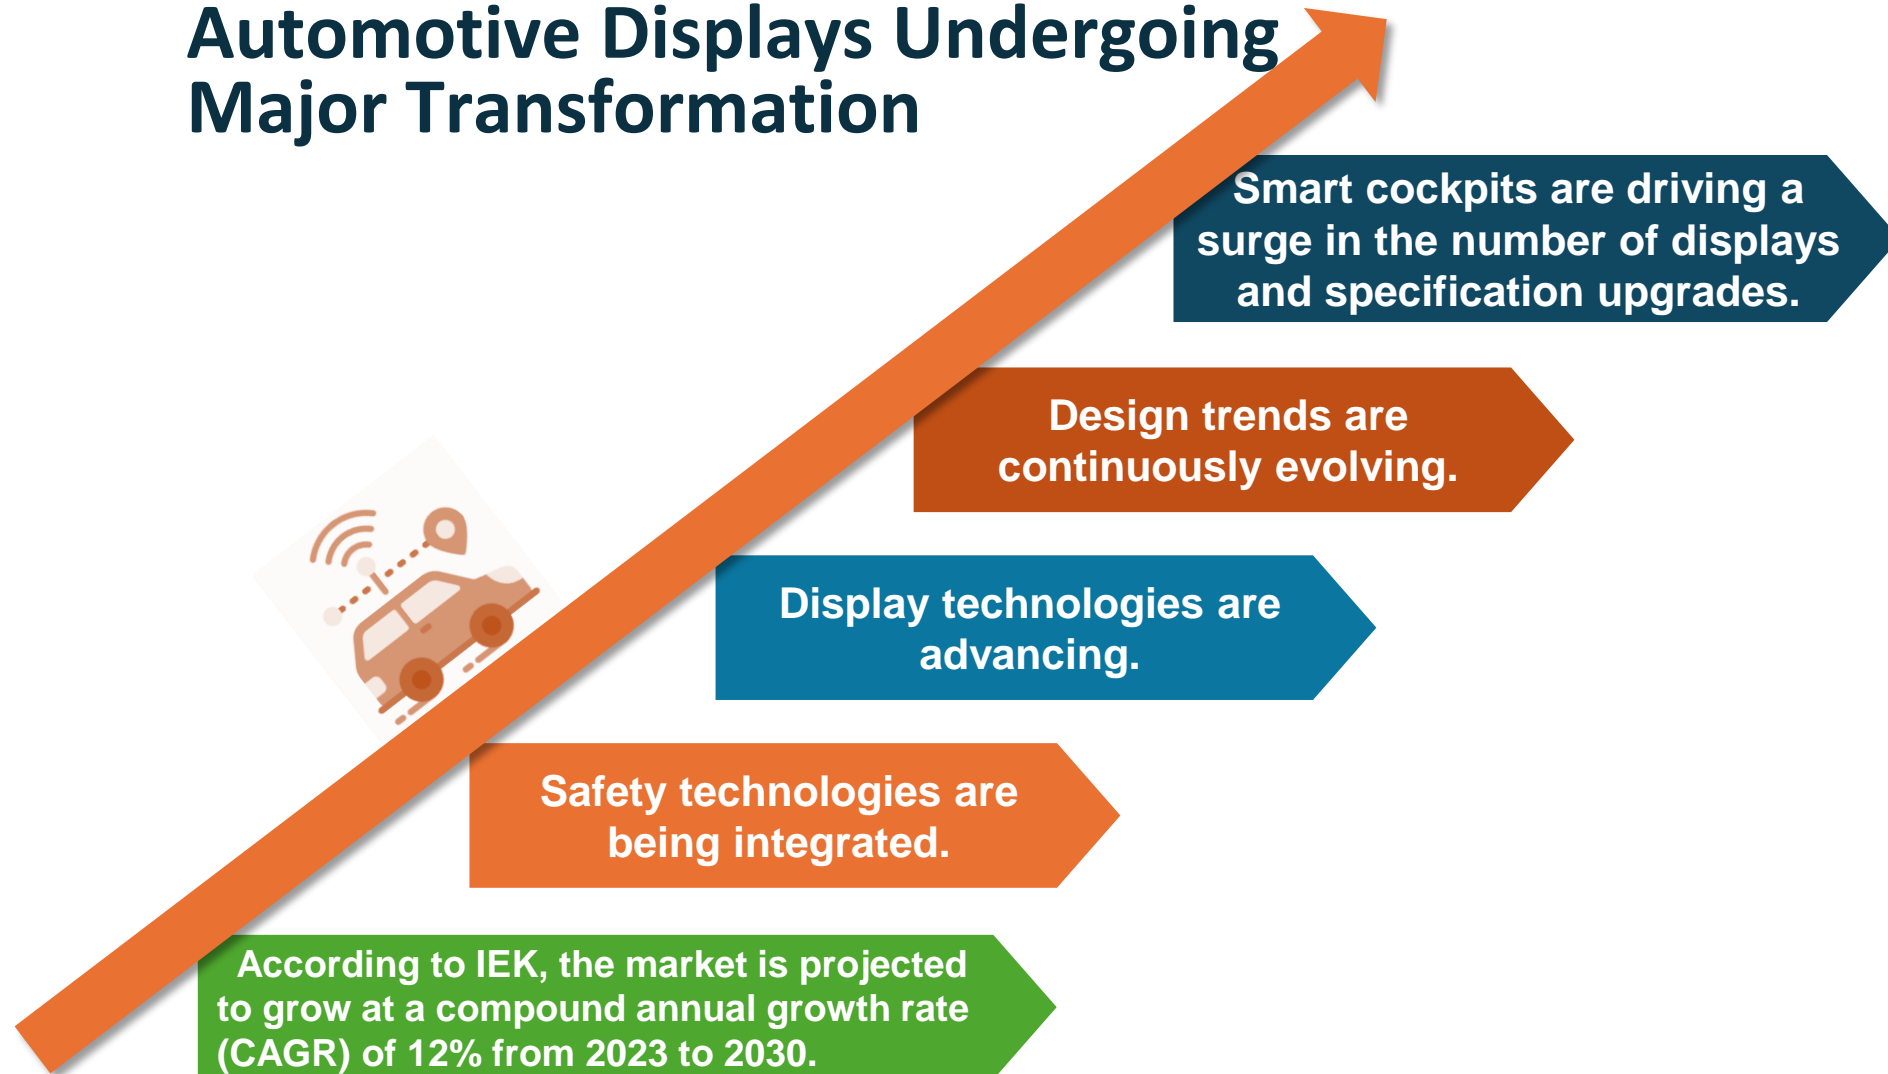 Automotive Displays Undergoing
Major Transformation
Smart cockpits are driving a
surge in the number of displays
and specification upgrades.
Design trends are
continuously evolving.
Display technologies are
advancing.
Safety technologies are
being integrated.
According to IEK, the market is projected
to grow at a compound annual growth rate
(CAGR) of 12% from 2023 to 2030.